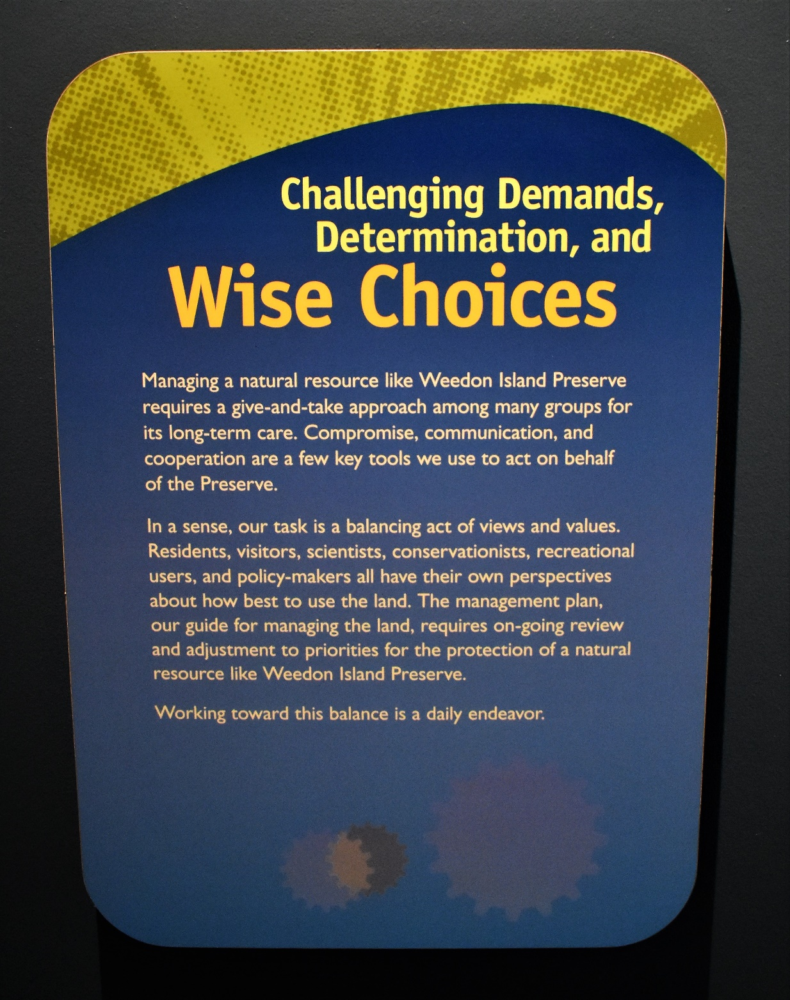 Challenging Demands,
Determination, and
Wise Choices
Managing a natural resource like Weedon Island Preserve
requires a give-and-take approach among many groups for
its long-term care. Compromise, communication, and
cooperation are a few key tools we use to act on behalf
of the Preserve.
In a sense, our task is a balancing act of views and values.
Residents, visitors, scientists, conservationists, recreational
users, and policy-makers all have their own perspectives
about how best to use the land. The management plan,
our guide for managing the land, requires on-going review
and adjustment to priorities for the protection of a natural
resource like Weedon Island Preserve.
Working toward this balance is a daily endeavor.